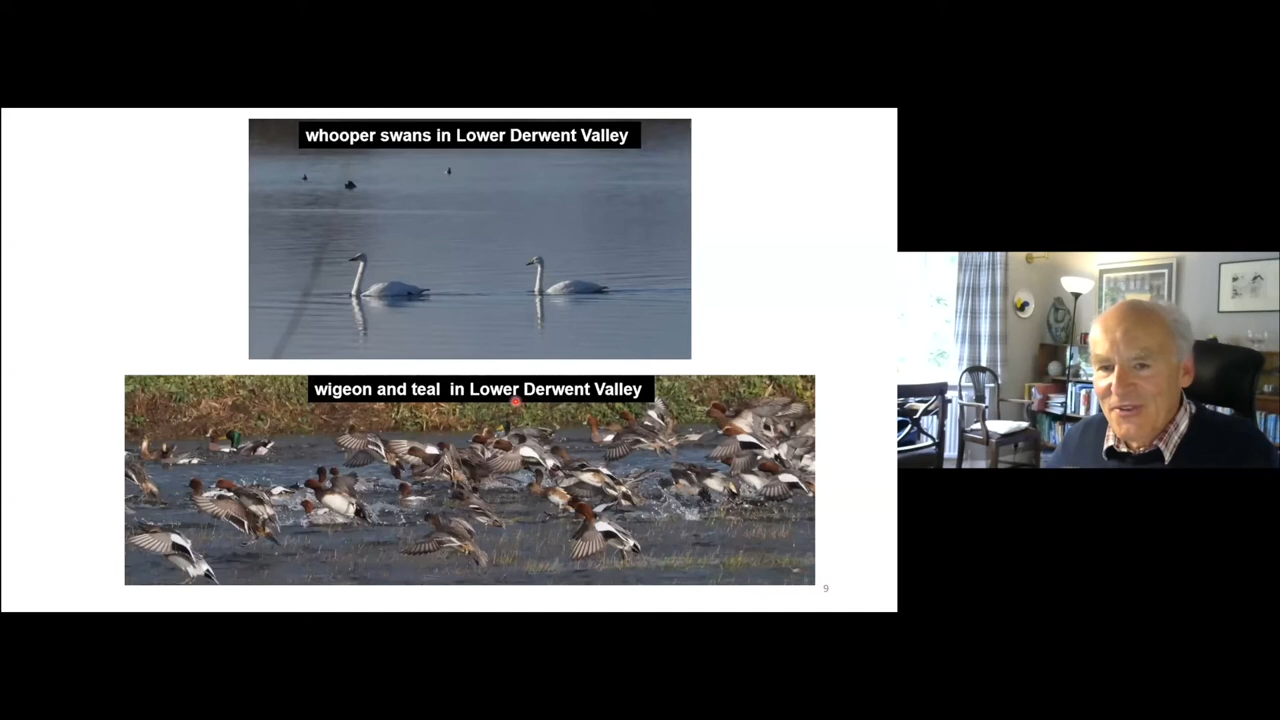 whooper swans in Lower Derwent Valley
wigeon and teal  in Lower Derwent Valley
9